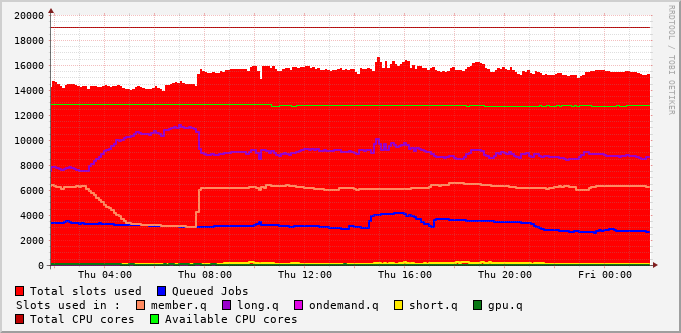 20000
18000
16000
14000
12000
10000
8000
6000
4000
2000
0
Thu 04:00 Thu 08:00 Thu 12:00 Thu 16:00 Thu 20:00 Fri 00:00
RRDTOOL / TOBI OETIKER
Total slots used Queued Jobs
Slots used in : member.q long.q ondemand.q short.q gpu.q
Total CPU cores Available CPU cores